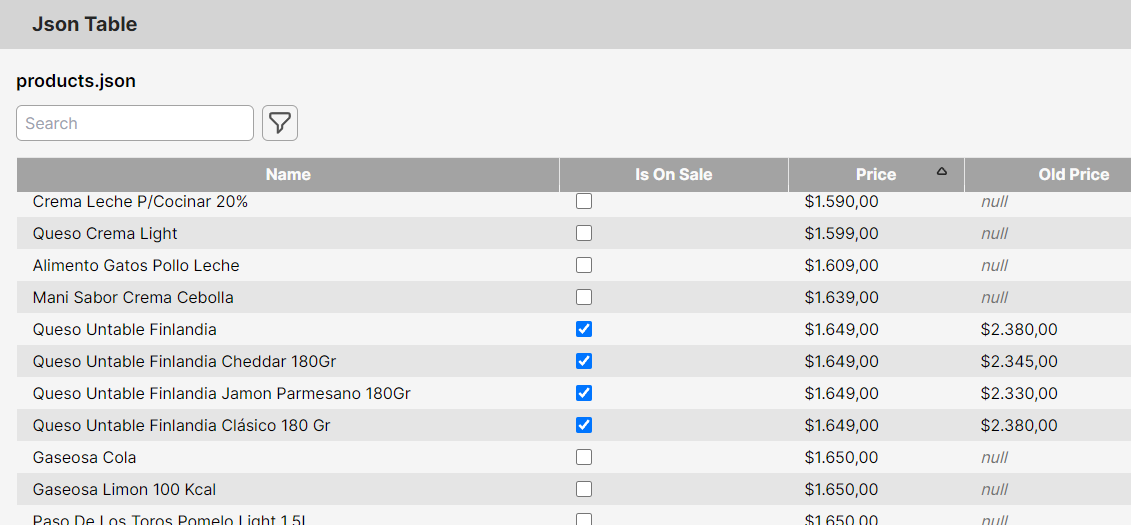 Json Table
products.json
Search
Name Is On Sale Price Old Price
Crema Leche P/Cocinar 20% $1.590,00 null
Queso Crema Light $1.599,00 null
Alimento Gatos Pollo Leche $1.609,00 null
Mani Sabor Crema Cebolla $1.639,00 null
Queso Untable Finlandia $1.649,00 $2.380,00
Queso Untable Finlandia Cheddar 180Gr $1.649,00 $2.345,00
Queso Untable Finlandia Jamon Parmesano 180Gr $1.649,00 $2.330,00
Queso Untable Finlandia Clásico 180 Gr $1.649,00 $2.380,00
Gaseosa Cola $1.650,00 null
Gaseosa Limon 100 Kcal $1.650,00 null
Paso De Los Toros Pomelo Light 1.5L $1.650,00 null